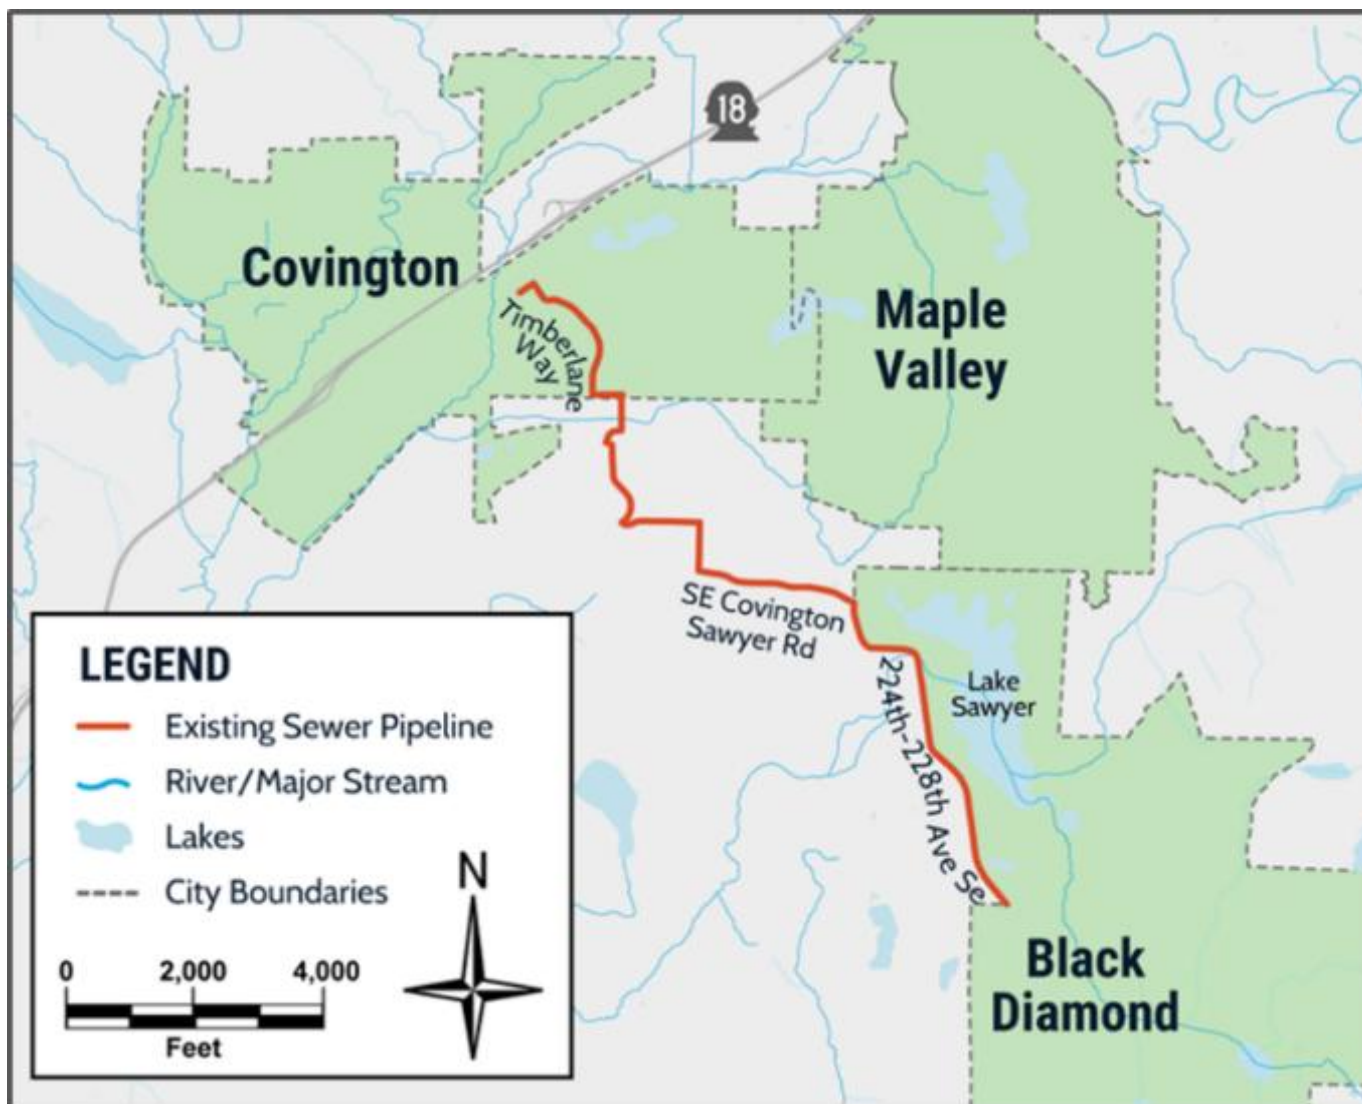 18
Covington
Maple
Valley
Timberlane
Way
SE Covington
Sawyer Rd
Lake
Sawyer
224th-228th Ave Se
Black
Diamond
LEGEND
Existing Sewer Pipeline
River/Major Stream
Lakes
City Boundaries
N
0 2,000 4,000
Feet